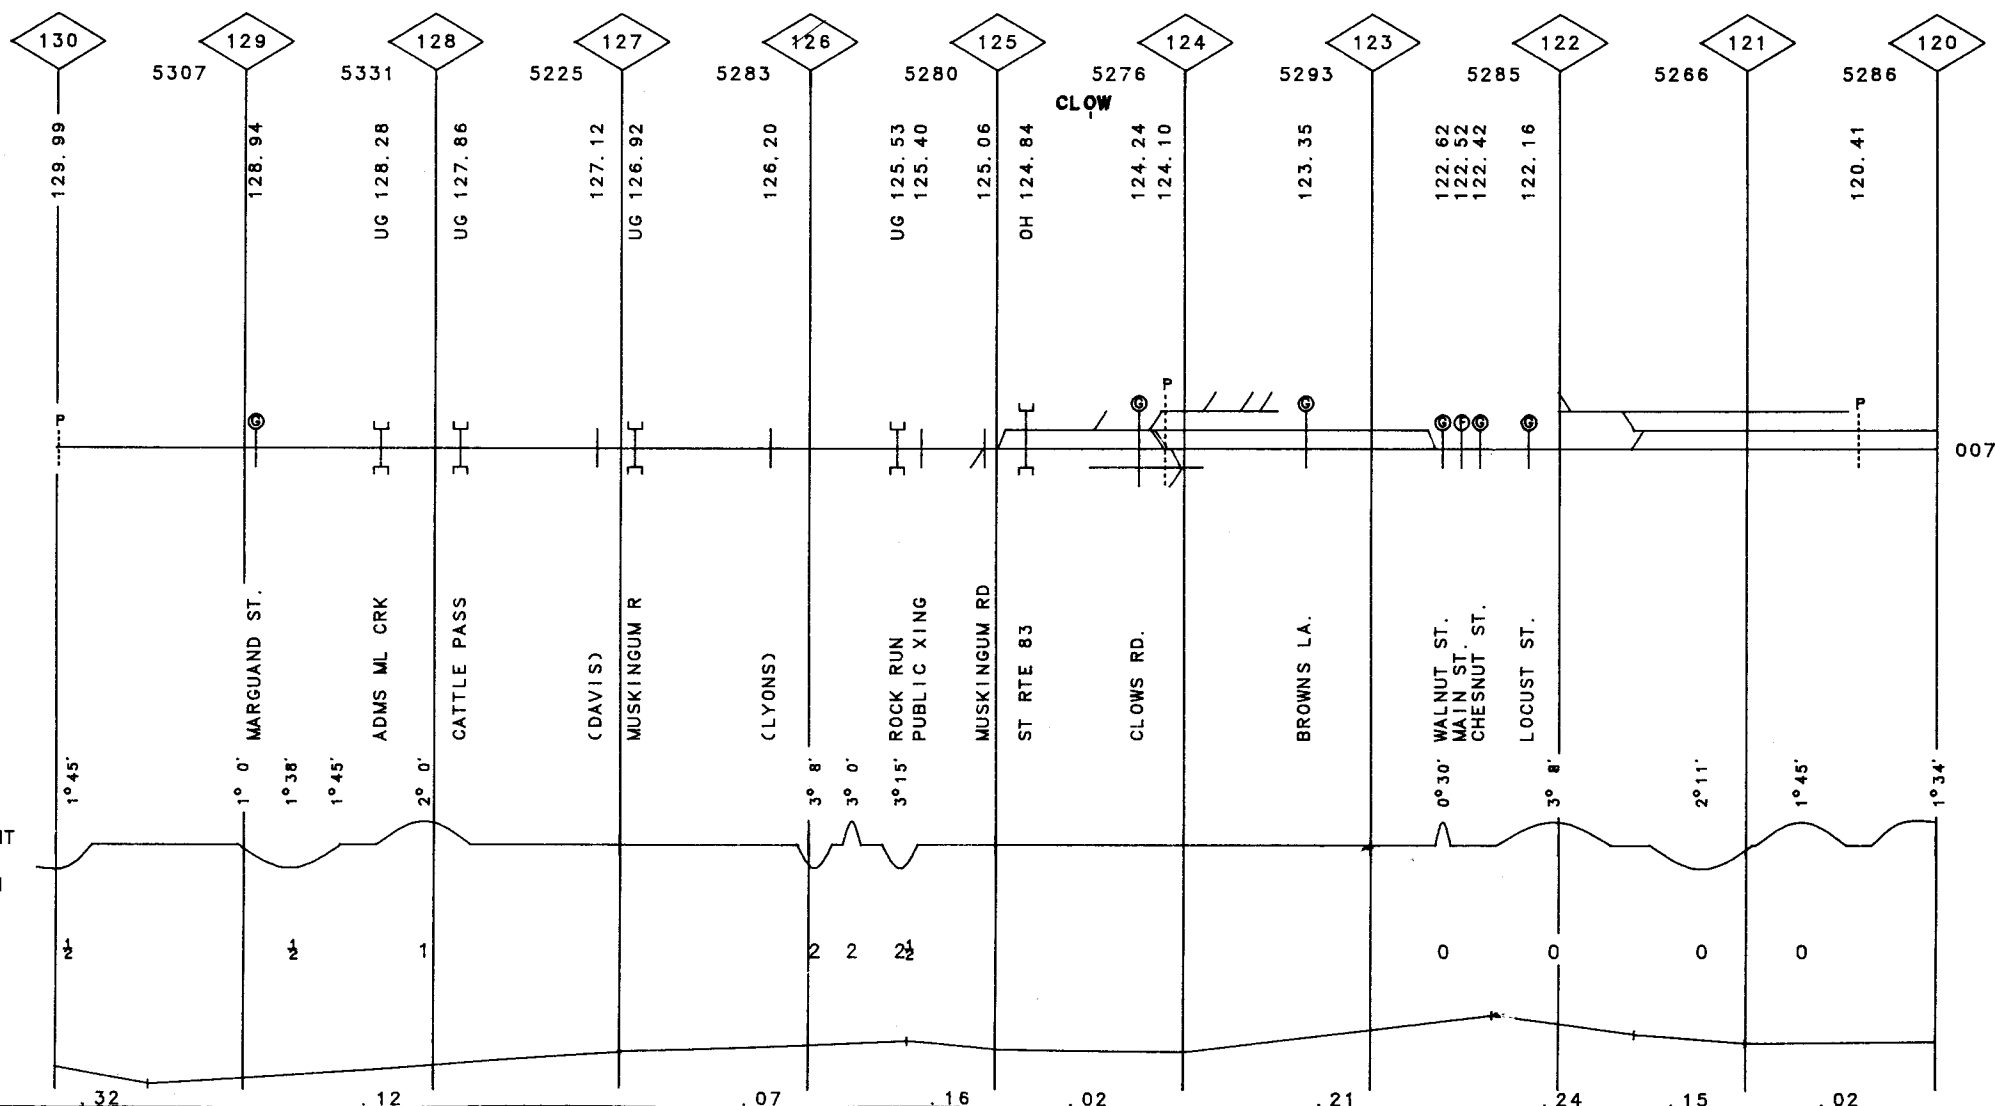 130 129 128 127 126 125 124 123 122 121 120
5307 5331 5225 5283 5280 5276 5293 5285 5266 5286
CLOW
129.99
128.94
UG 128.28
UG 127.86
127.12
UG 126.92
126.20
UG 125.53
125.40
125.06
OH 124.84
124.24
124.10
123.35
122.62
122.52
122.42
122.16
120.41
P
P
P
G
G
G
G
F
G
G
007
MARGUAND ST.
ADMS ML CRK
CATTLE PASS
(DAVIS)
MUSKINGUM R
(LYONS)
ROCK RUN
PUBLIC XING
MUSKINGUM RD
ST RTE 83
CLOWS RD.
BROWNS LA.
WALNUT ST.
MAIN ST.
CHESNUT ST.
LOCUST ST.
1° 45'
1° 0'
1° 38'
1° 45'
2° 0'
3° 8'
3° 0'
3° 15'
0° 30'
3° 8'
2° 11'
1° 45'
1° 34'
½ ½ 1 2 2 2½ 0 0 0 0
.32 .12 .07 .16 .02 .21 .24 .15 .02